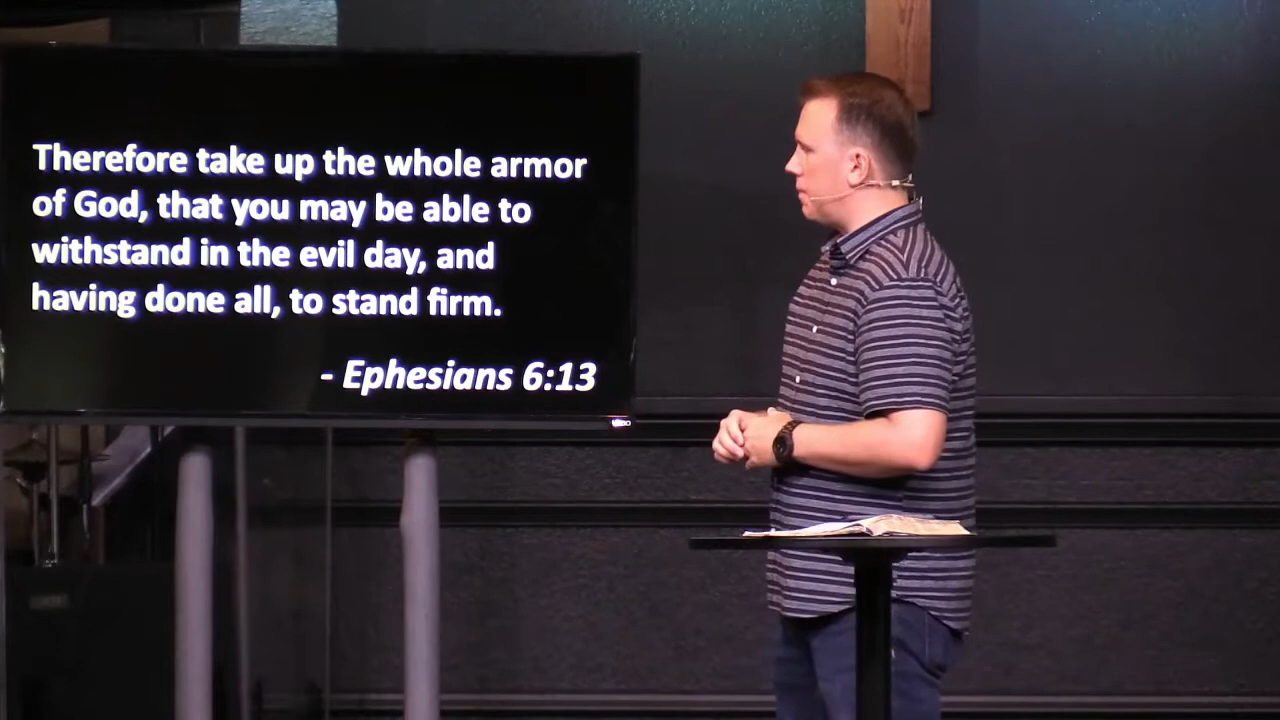 Therefore take up the whole armor
of God, that you may be able to
withstand in the evil day, and
having done all, to stand firm.
- Ephesians 6:13